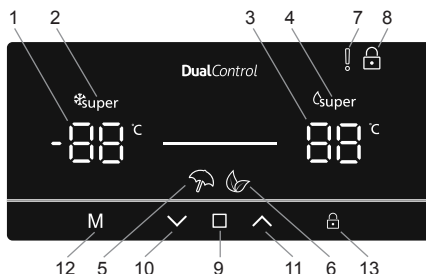 1 2 3 4 7 8
DualControl
super super
-88 °C 88 °C
M
12 5 10 9 11 6 13